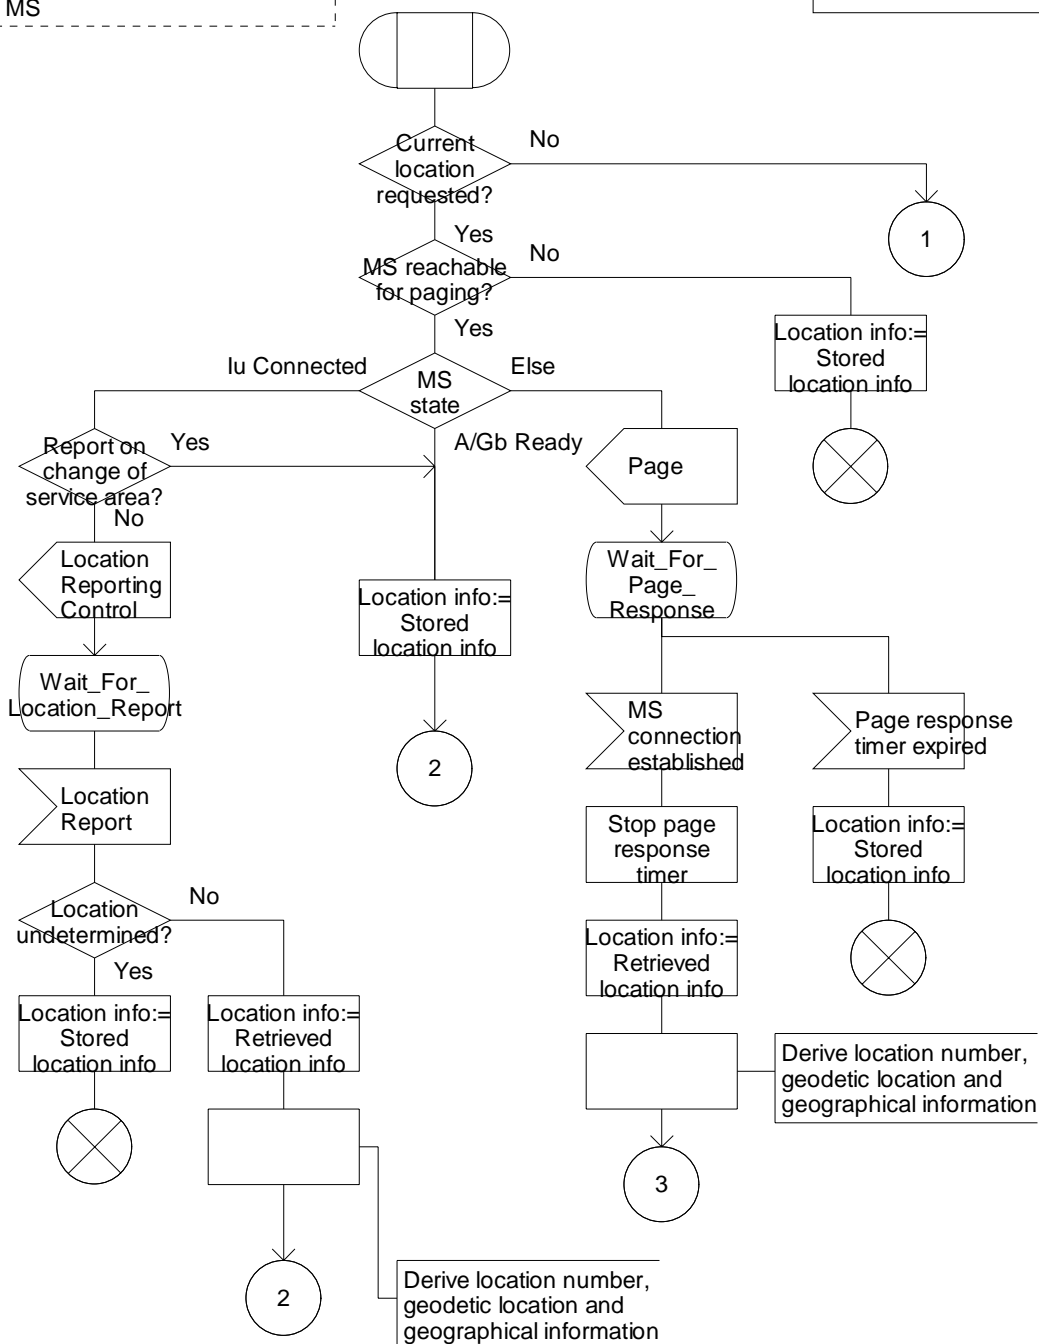 MS
Current
location
requested?
No
1
Yes
MS reachable
for paging?
No
Yes
Location info:=
Stored
location info
Iu Connected
MS
state
Else
A/Gb Ready
Report on
change of
service area?
Yes
No
Page
Location
Reporting
Control
Wait_For_
Page_
Response
Location info:=
Stored
location info
Wait_For_
Location_Report
2
MS
connection
established
Page response
timer expired
Location
Report
Stop page
response
timer
Location info:=
Stored
location info
Location
undetermined?
No
Yes
Location info:=
Retrieved
location info
Location info:=
Stored
location info
Location info:=
Retrieved
location info
Derive location number,
geodetic location and
geographical information
3
2
Derive location number,
geodetic location and
geographical information